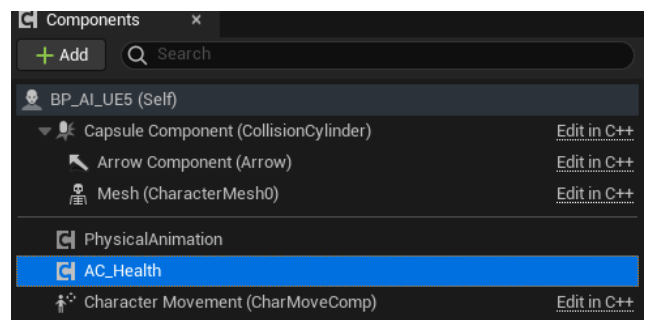 Components ×
+ Add Search
BP_AI_UE5 (Self)
Capsule Component (CollisionCylinder) Edit in C++
Arrow Component (Arrow) Edit in C++
Mesh (CharacterMesh0) Edit in C++
PhysicalAnimation
AC_Health
Character Movement (CharMoveComp) Edit in C++